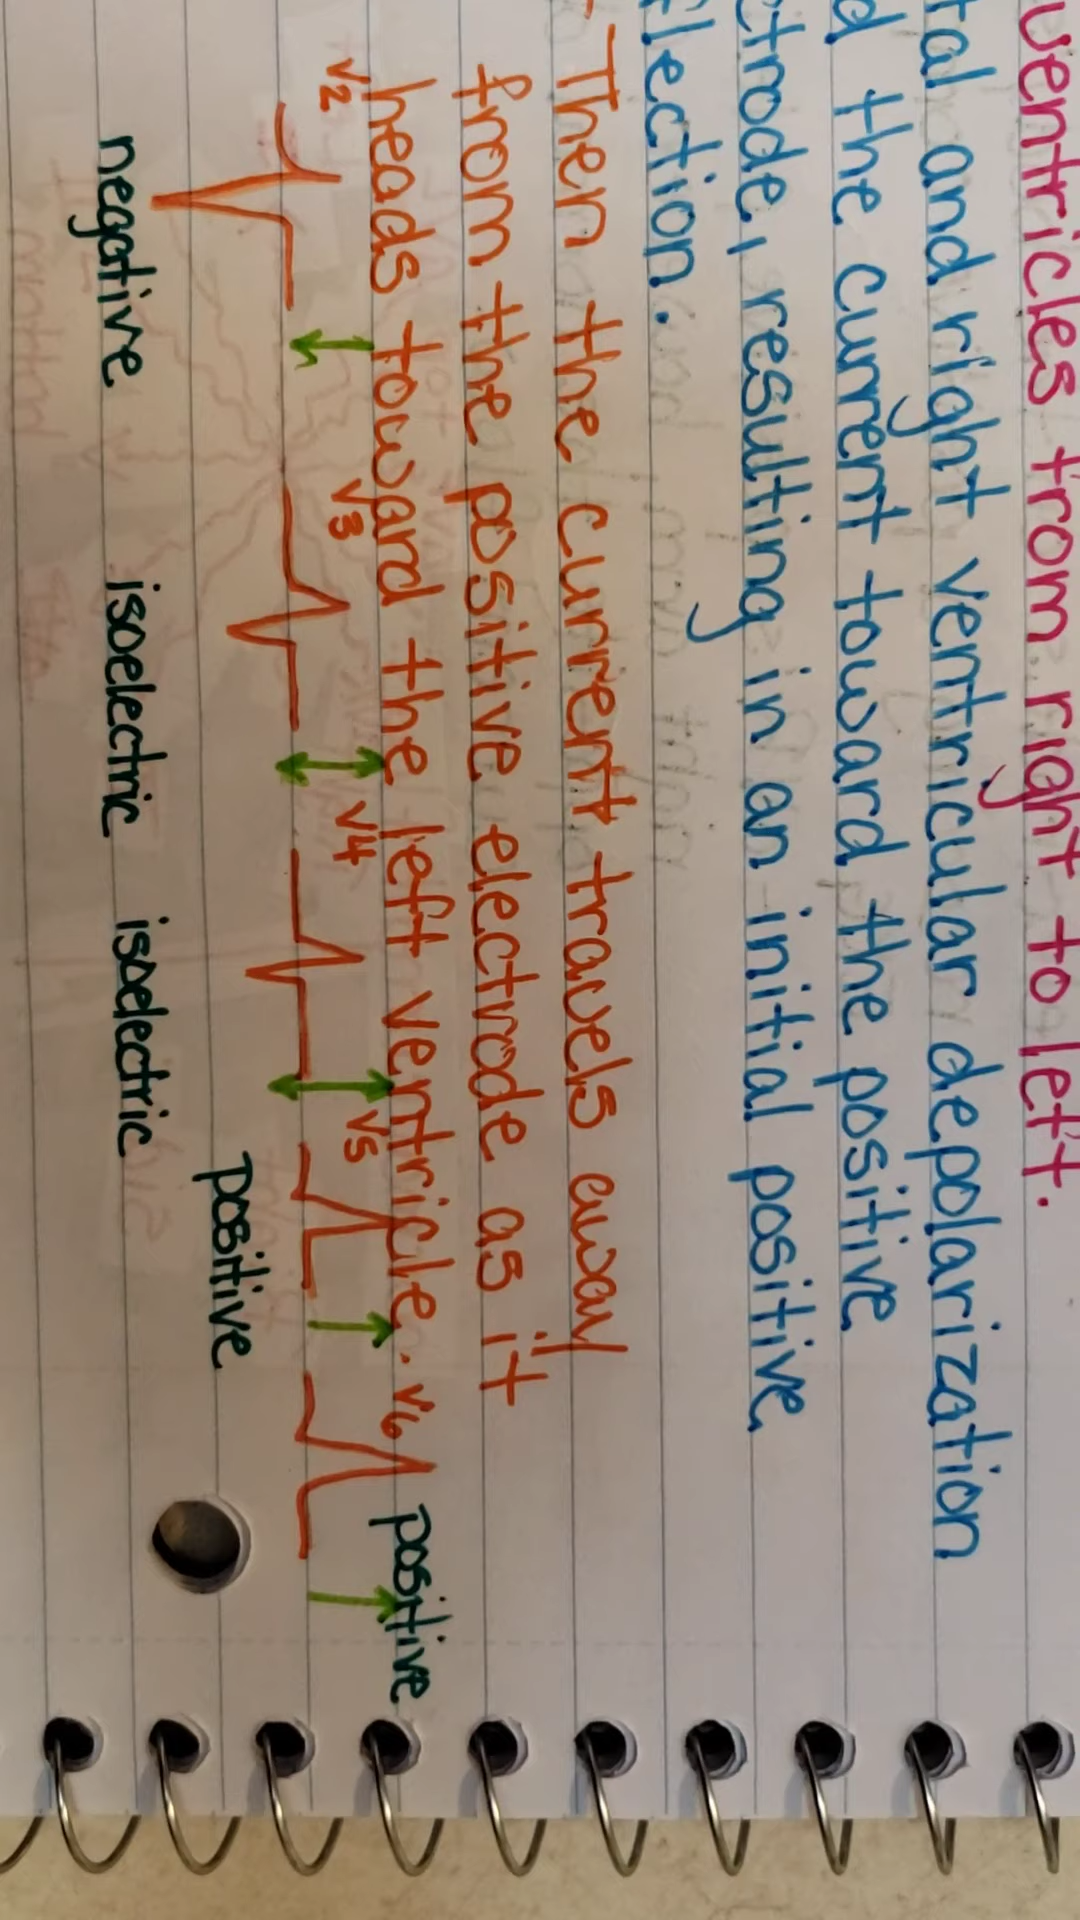 ventricles from right to left.
tal and right ventricular depolarization
d the current toward the positive
ctrode, resulting in an initial positive
flection.
- Then the current travels away
from the positive electrode as it
heads toward the left ventricle.
V2 V3 V4 V5 V6
negative isoelectric isoelectric positive positive